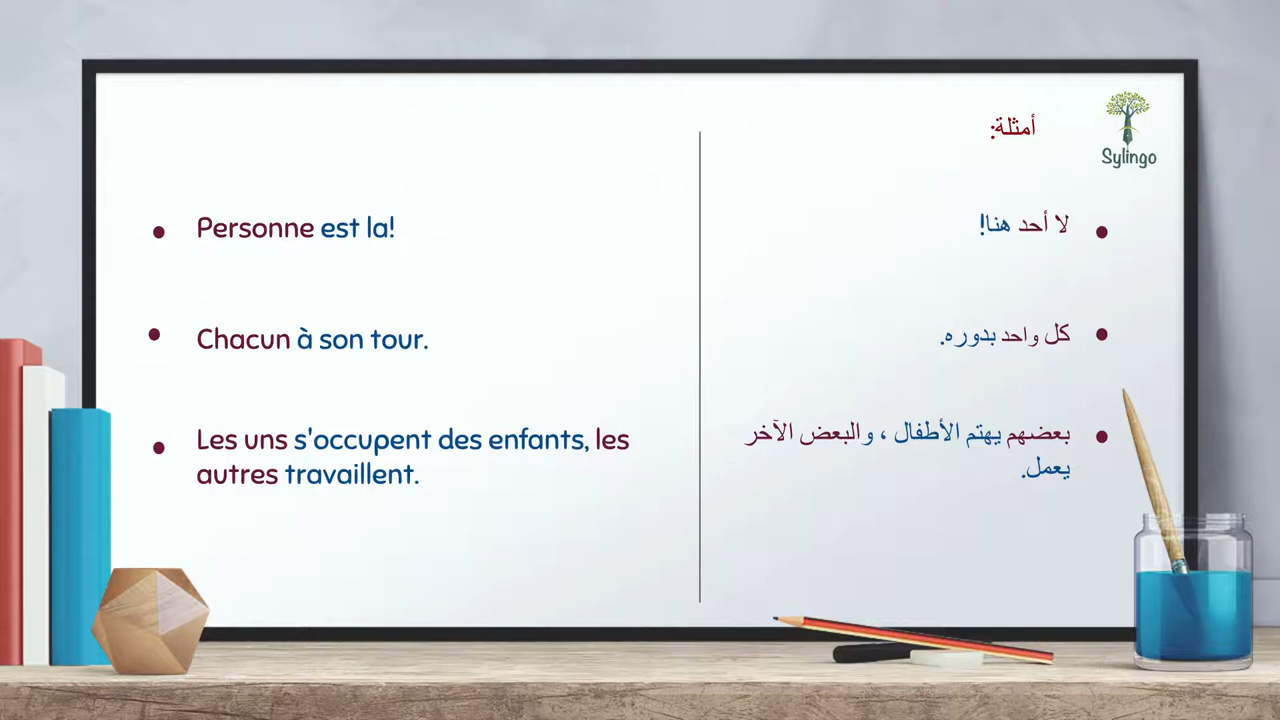 أمثلة:
Sylingo
Personne est la!
لا أحد هنا!
Chacun à son tour.
كل واحد بدوره.
Les uns s'occupent des enfants, les
autres travaillent.
بعضهم يهتم الأطفال ، والبعض الآخر
يعمل.